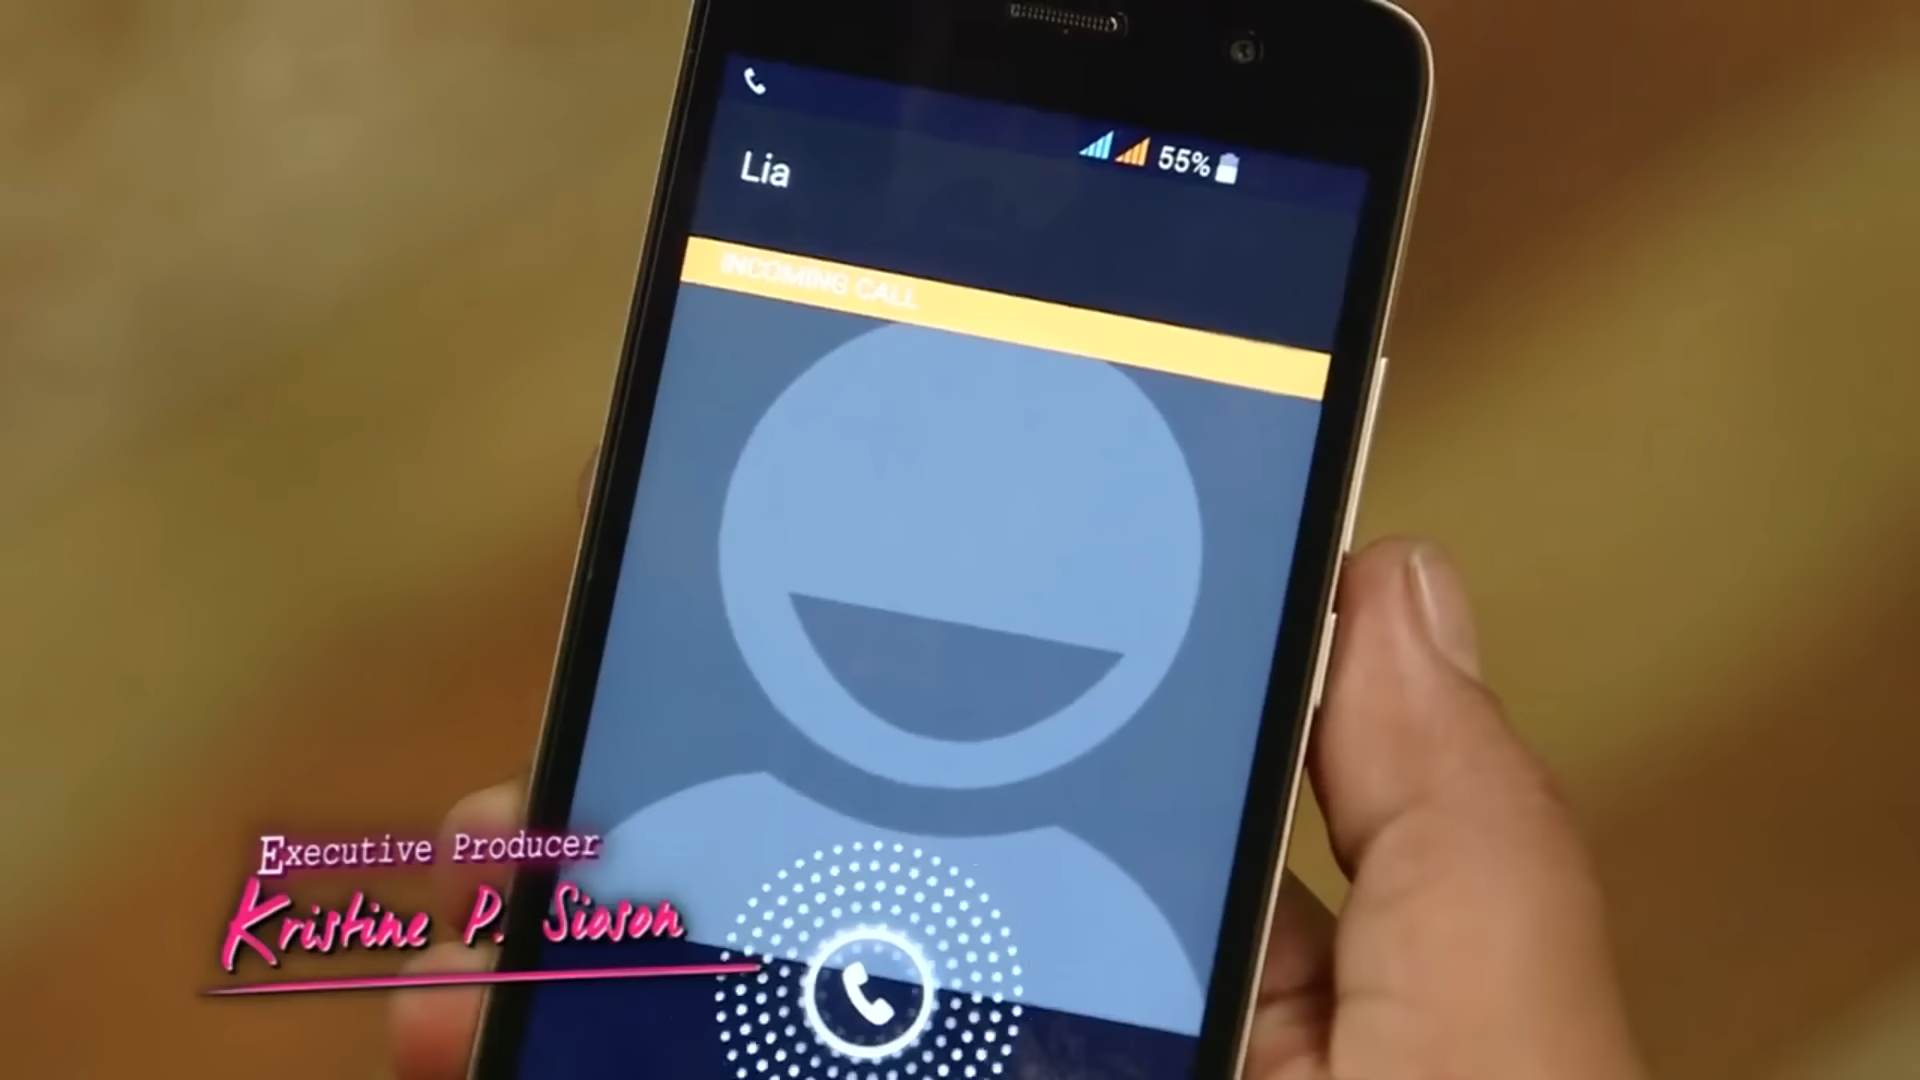 Lia
55%
INCOMING CALL
Executive Producer
Kristine P. Sioson